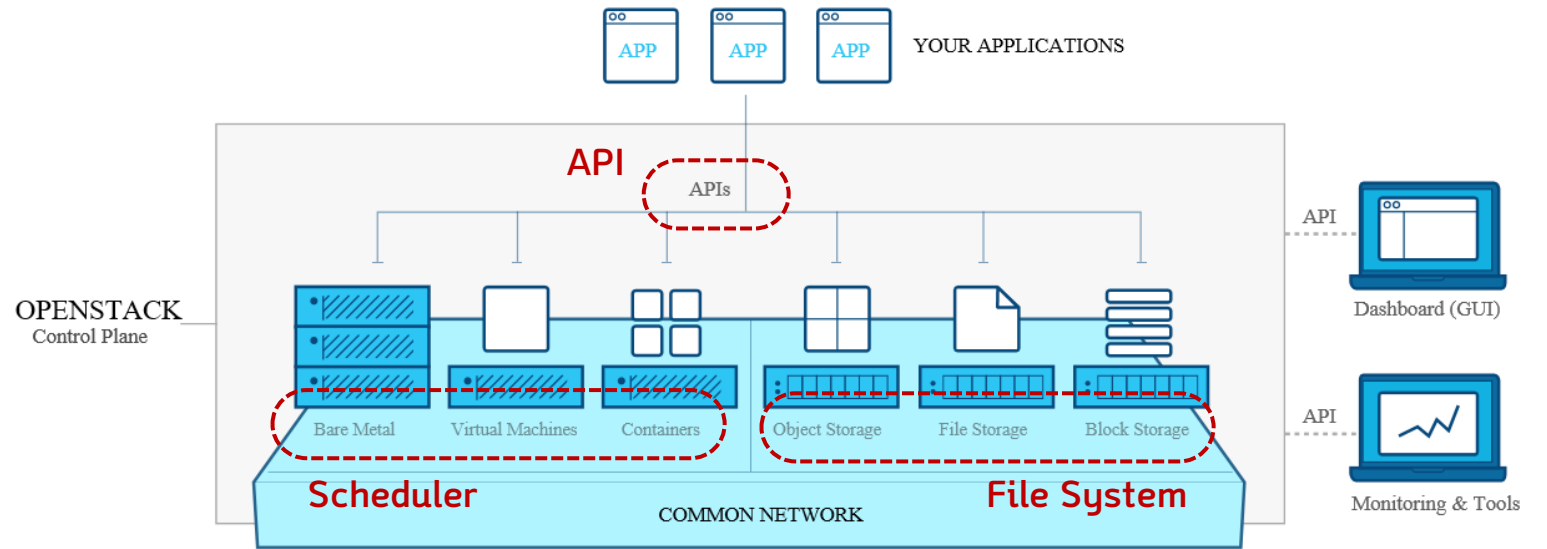 APP
APP
APP
YOUR APPLICATIONS
API
APIs
API
OPENSTACK
Control Plane
Dashboard (GUI)
API
Bare Metal
Virtual Machines
Containers
Object Storage
File Storage
Block Storage
Scheduler
File System
Monitoring & Tools
COMMON NETWORK